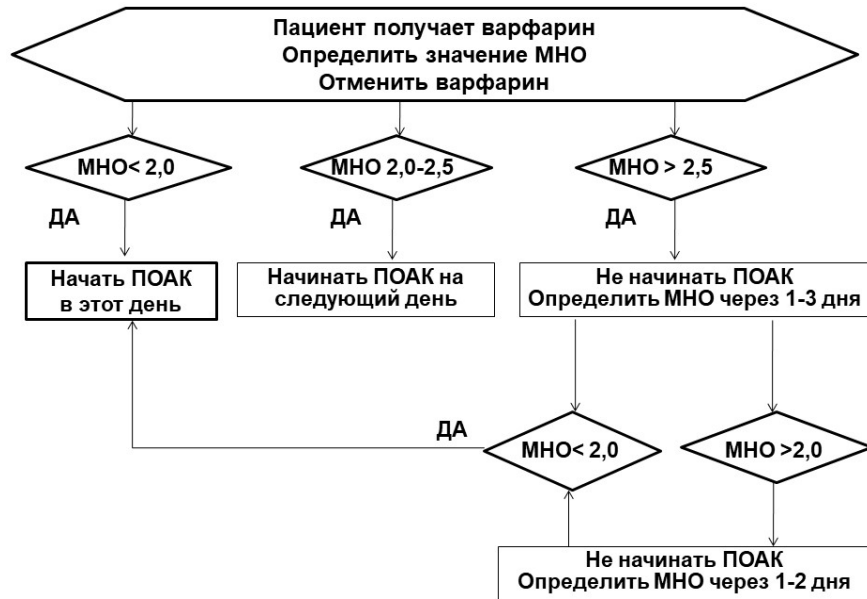 Пациент получает варфарин
Определить значение МНО
Отменить варфарин
МНО< 2,0
МНО 2,0-2,5
МНО > 2,5
ДА
ДА
ДА
Начать ПОАК
в этот день
Начинать ПОАК на
следующий день
Не начинать ПОАК
Определить МНО через 1-3 дня
ДА
МНО< 2,0
МНО >2,0
Не начинать ПОАК
Определить МНО через 1-2 дня